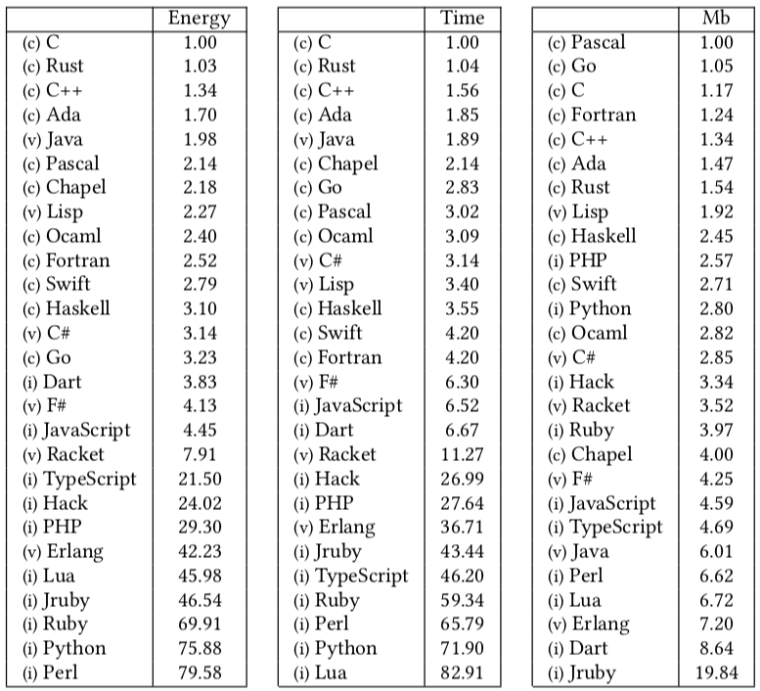 Energy Time Mb
(c) C 1.00 (c) C 1.00 (c) Pascal 1.00
(c) Rust 1.03 (c) Rust 1.04 (c) Go 1.05
(c) C++ 1.34 (c) C++ 1.56 (c) C 1.17
(c) Ada 1.70 (c) Ada 1.85 (c) Fortran 1.24
(v) Java 1.98 (v) Java 1.89 (c) C++ 1.34
(c) Pascal 2.14 (c) Chapel 2.14 (c) Ada 1.47
(c) Chapel 2.18 (c) Go 2.83 (c) Rust 1.54
(v) Lisp 2.27 (c) Pascal 3.02 (v) Lisp 1.92
(c) Ocaml 2.40 (c) Ocaml 3.09 (c) Haskell 2.45
(c) Fortran 2.52 (v) C# 3.14 (i) PHP 2.57
(c) Swift 2.79 (v) Lisp 3.40 (c) Swift 2.71
(c) Haskell 3.10 (c) Haskell 3.55 (i) Python 2.80
(v) C# 3.14 (c) Swift 4.20 (c) Ocaml 2.82
(c) Go 3.23 (c) Fortran 4.20 (v) C# 2.85
(i) Dart 3.83 (v) F# 6.30 (i) Hack 3.34
(v) F# 4.13 (i) JavaScript 6.52 (v) Racket 3.52
(i) JavaScript 4.45 (i) Dart 6.67 (i) Ruby 3.97
(v) Racket 7.91 (v) Racket 11.27 (c) Chapel 4.00
(i) TypeScript 21.50 (i) Hack 26.99 (v) F# 4.25
(i) Hack 24.02 (i) PHP 27.64 (i) JavaScript 4.59
(i) PHP 29.30 (v) Erlang 36.71 (i) TypeScript 4.69
(v) Erlang 42.23 (i) Jruby 43.44 (v) Java 6.01
(i) Lua 45.98 (i) TypeScript 46.20 (i) Perl 6.62
(i) Jruby 46.54 (i) Ruby 59.34 (i) Lua 6.72
(i) Ruby 69.91 (i) Perl 65.79 (v) Erlang 7.20
(i) Python 75.88 (i) Python 71.90 (i) Dart 8.64
(i) Perl 79.58 (i) Lua 82.91 (i) Jruby 19.84